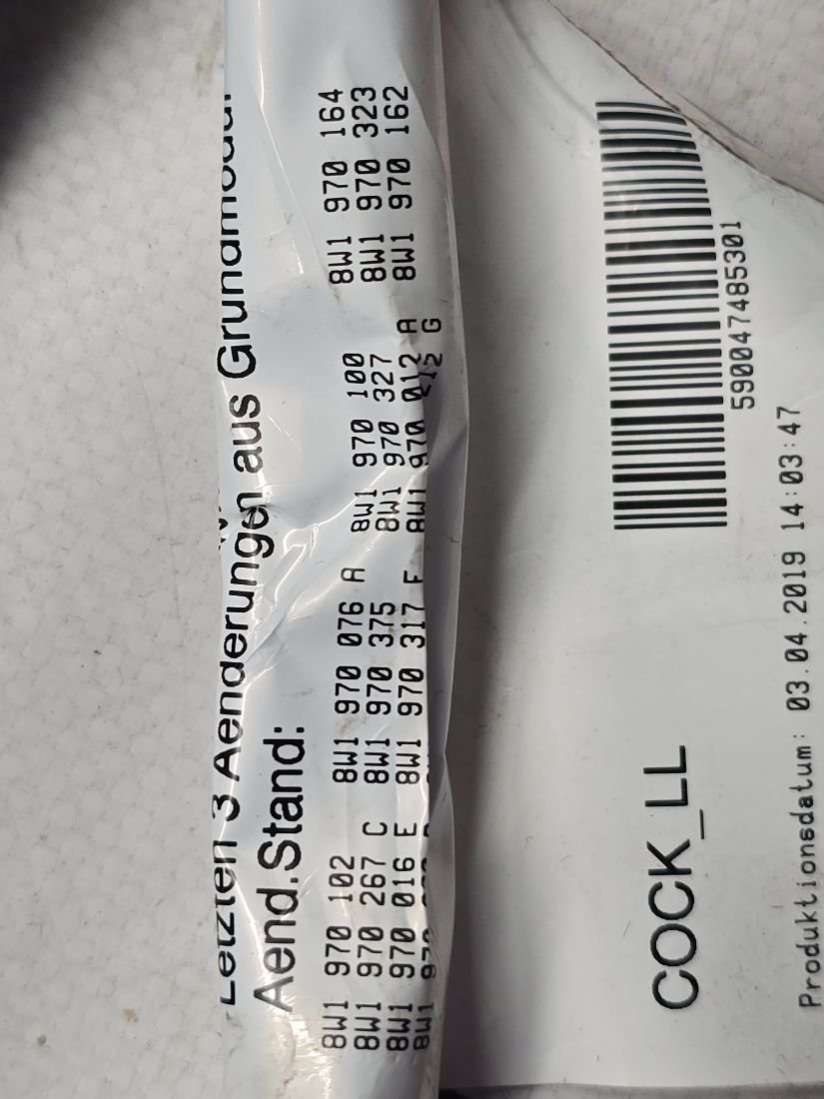 Letzten 3 Aenderungen aus Grundmodul
Aend.Stand:
8W1 970 102 8W1 970 076 A 8W1 970 100 8W1 970 164
8W1 970 267 C 8W1 970 375 8W1 970 327 8W1 970 323
8W1 970 016 E 8W1 970 317 F 8W1 970 012 A 8W1 970 162
8W1 G
COCK_LL
590047485301
Produktionsdatum: 03.04.2019 14:03:47